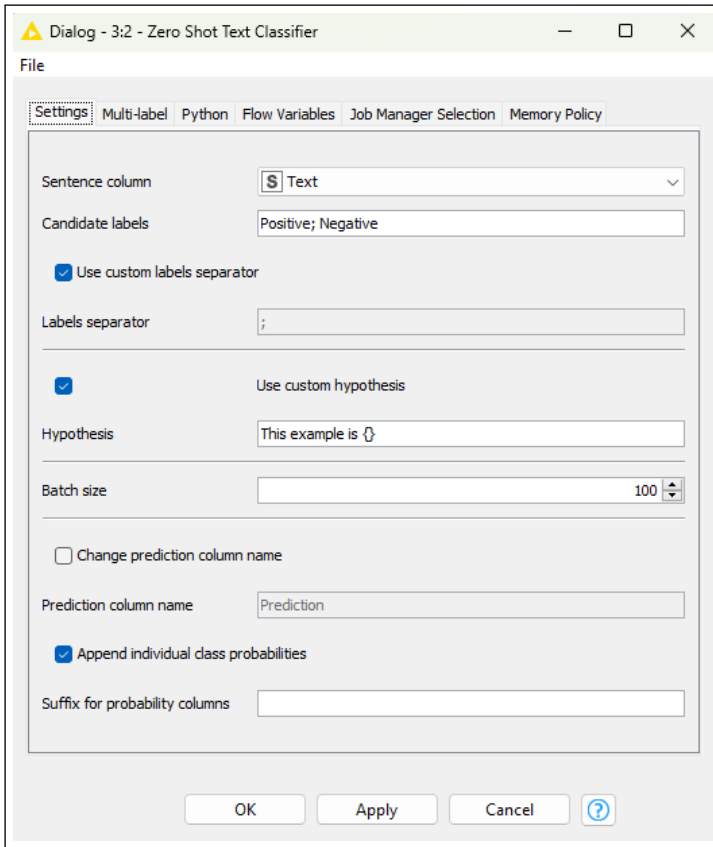 Dialog - 3:2 - Zero Shot Text Classifier
File
Settings Multi-label Python Flow Variables Job Manager Selection Memory Policy
Sentence column S Text
Candidate labels Positive; Negative
Use custom labels separator
Labels separator ;
Use custom hypothesis
Hypothesis This example is {}
Batch size 100
Change prediction column name
Prediction column name Prediction
Append individual class probabilities
Suffix for probability columns
OK Apply Cancel ?